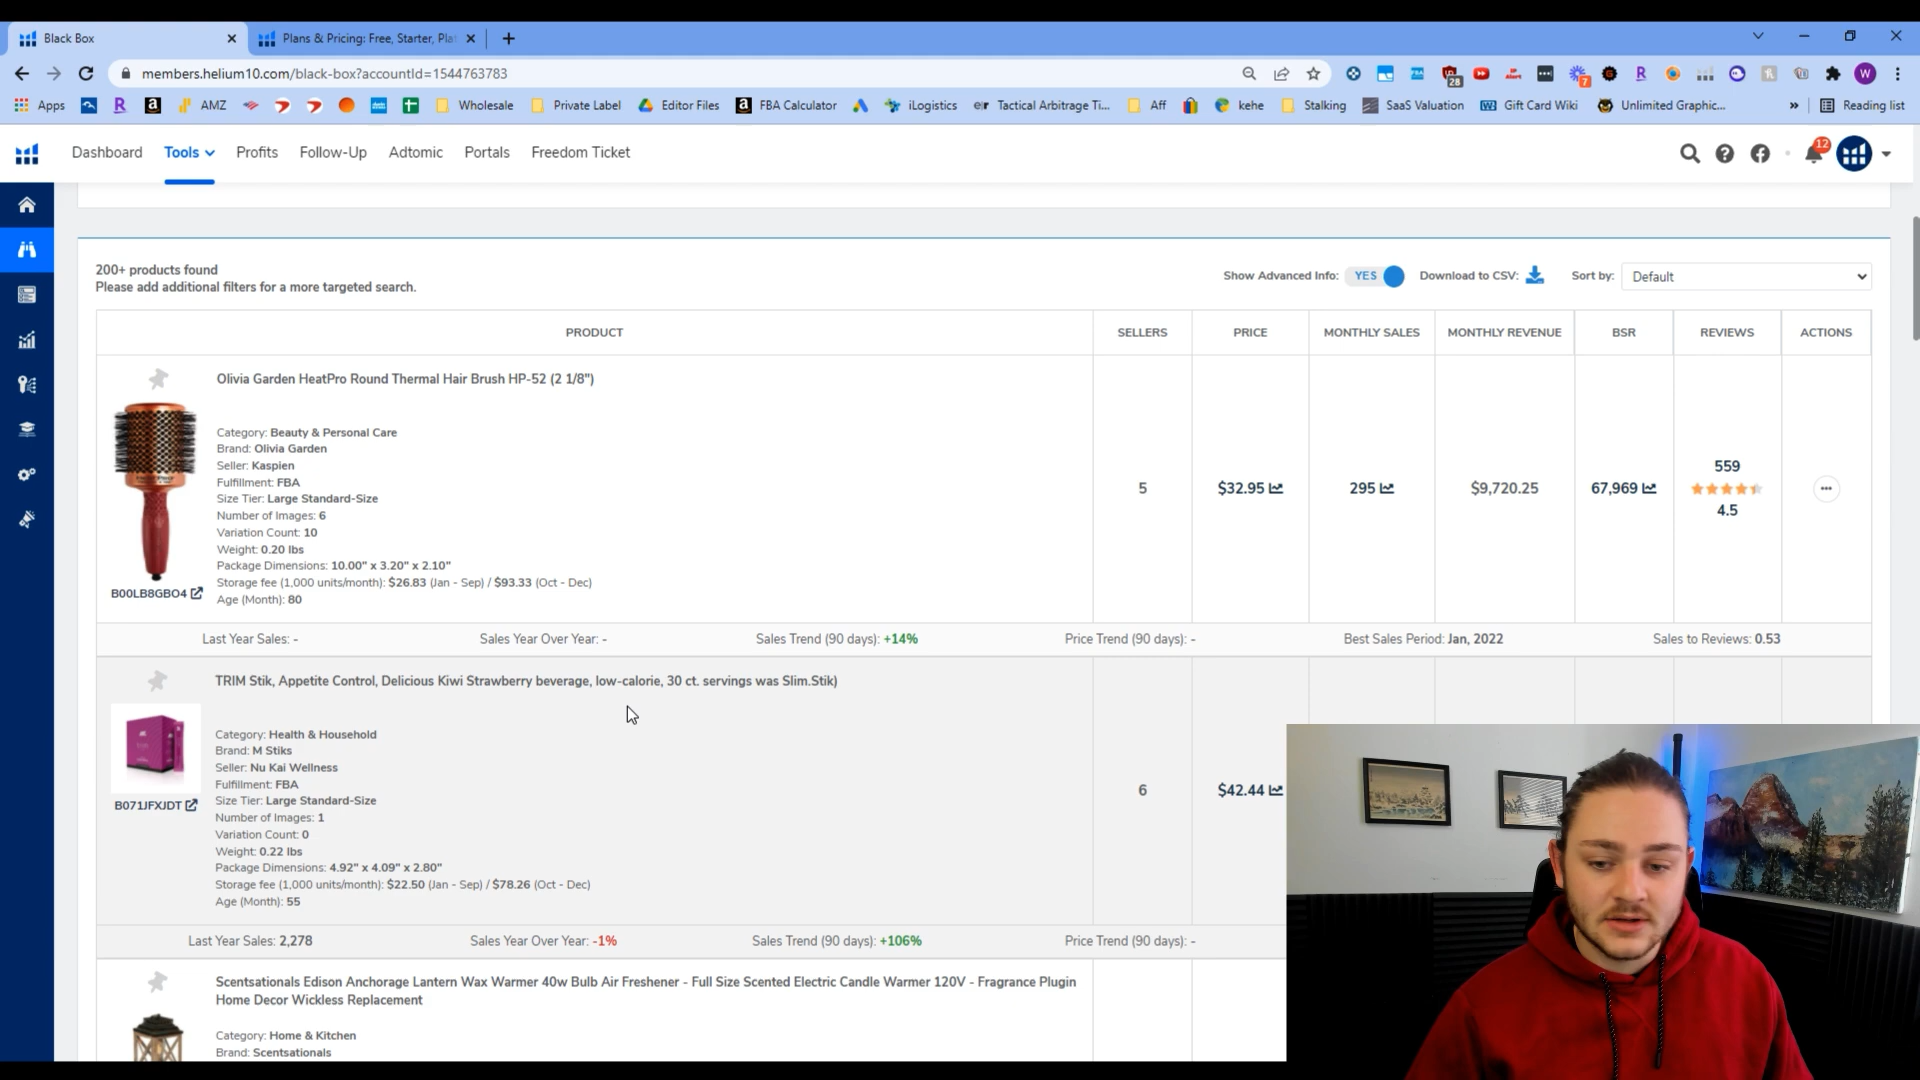 Black Box
Plans & Pricing: Free, Starter, Plat
members.helium10.com/black-box?accountId=1544763783
28
7
W
Apps
AMZ
Wholesale
Private Label
Editor Files
FBA Calculator
iLogistics
Tactical Arbitrage Ti...
Aff
kehe
Stalking
SaaS Valuation
Gift Card Wiki
Unlimited Graphic...
»
Reading list
Dashboard
Tools
Profits
Follow-Up
Adtomic
Portals
Freedom Ticket
12
200+ products found
Please add additional filters for a more targeted search.
Show Advanced Info: YES
Download to CSV:
Sort by: Default
PRODUCT
SELLERS
PRICE
MONTHLY SALES
MONTHLY REVENUE
BSR
REVIEWS
ACTIONS
Olivia Garden HeatPro Round Thermal Hair Brush HP-52 (2 1/8")
Category: Beauty & Personal Care
Brand: Olivia Garden
Seller: Kaspien
Fulfillment: FBA
Size Tier: Large Standard-Size
Number of Images: 6
Variation Count: 10
Weight: 0.20 lbs
Package Dimensions: 10.00" x 3.20" x 2.10"
Storage fee (1,000 units/month): $26.83 (Jan - Sep) / $93.33 (Oct - Dec)
Age (Month): 80
B00LB8GBO4
5
$32.95
295
$9,720.25
67,969
559
4.5
Last Year Sales: -
Sales Year Over Year: -
Sales Trend (90 days): +14%
Price Trend (90 days): -
Best Sales Period: Jan, 2022
Sales to Reviews: 0.53
TRIM Stik, Appetite Control, Delicious Kiwi Strawberry beverage, low-calorie, 30 ct. servings was Slim.Stik)
Category: Health & Household
Brand: M Stiks
Seller: Nu Kai Wellness
Fulfillment: FBA
Size Tier: Large Standard-Size
Number of Images: 1
Variation Count: 0
Weight: 0.22 lbs
Package Dimensions: 4.92" x 4.09" x 2.80"
Storage fee (1,000 units/month): $22.50 (Jan - Sep) / $78.26 (Oct - Dec)
Age (Month): 55
B071JFXJDT
6
$42.44
Last Year Sales: 2,278
Sales Year Over Year: -1%
Sales Trend (90 days): +106%
Price Trend (90 days): -
Scentsationals Edison Anchorage Lantern Wax Warmer 40w Bulb Air Freshener - Full Size Scented Electric Candle Warmer 120V - Fragrance Plugin
Home Decor Wickless Replacement
Category: Home & Kitchen
Brand: Scentsationals